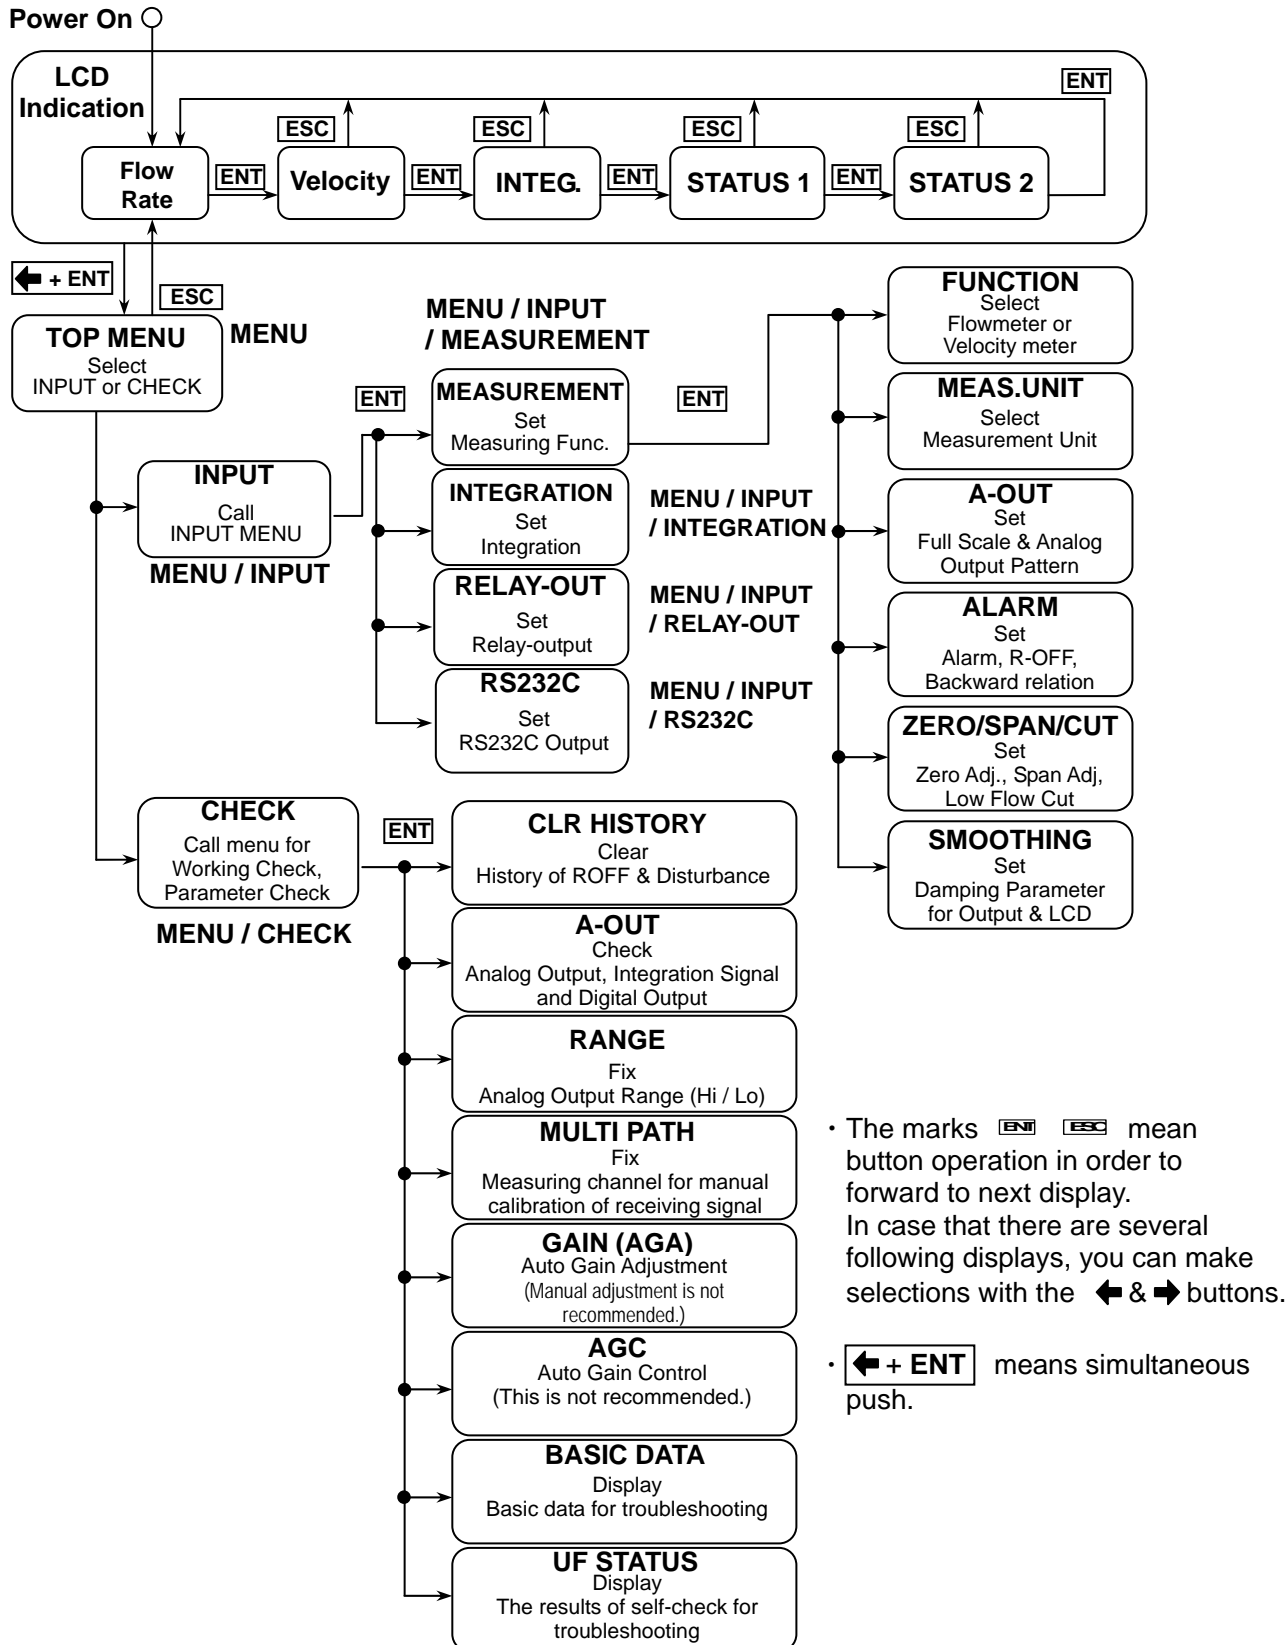 Power On
LCD
Indication
ENT
ESC
ESC
ESC
ESC
Flow
Rate
ENT
Velocity
ENT
INTEG.
ENT
STATUS 1
ENT
STATUS 2
+ ENT
ESC
TOP MENU
Select
INPUT or CHECK
MENU
MENU / INPUT
/ MEASUREMENT
FUNCTION
Select
Flowmeter or
Velocity meter
ENT
MEASUREMENT
Set
Measuring Func.
ENT
MEAS.UNIT
Select
Measurement Unit
INPUT
Call
INPUT MENU
MENU / INPUT
INTEGRATION
Set
Integration
MENU / INPUT
/ INTEGRATION
A-OUT
Set
Full Scale & Analog
Output Pattern
RELAY-OUT
Set
Relay-output
MENU / INPUT
/ RELAY-OUT
ALARM
Set
Alarm, R-OFF,
Backward relation
RS232C
Set
RS232C Output
MENU / INPUT
/ RS232C
ZERO/SPAN/CUT
Set
Zero Adj., Span Adj,
Low Flow Cut
SMOOTHING
Set
Damping Parameter
for Output & LCD
CHECK
Call menu for
Working Check,
Parameter Check
MENU / CHECK
ENT
CLR HISTORY
Clear
History of ROFF & Disturbance
A-OUT
Check
Analog Output, Integration Signal
and Digital Output
RANGE
Fix
Analog Output Range (Hi / Lo)
MULTI PATH
Fix
Measuring channel for manual
calibration of receiving signal
GAIN (AGA)
Auto Gain Adjustment
(Manual adjustment is not
recommended.)
AGC
Auto Gain Control
(This is not recommended.)
BASIC DATA
Display
Basic data for troubleshooting
UF STATUS
Display
The results of self-check for
troubleshooting
・The marks ENT ESC mean
button operation in order to
forward to next display.
In case that there are several
following displays, you can make
selections with the 🡄 & 🡆 buttons.
・ 🡄 + ENT means simultaneous
push.